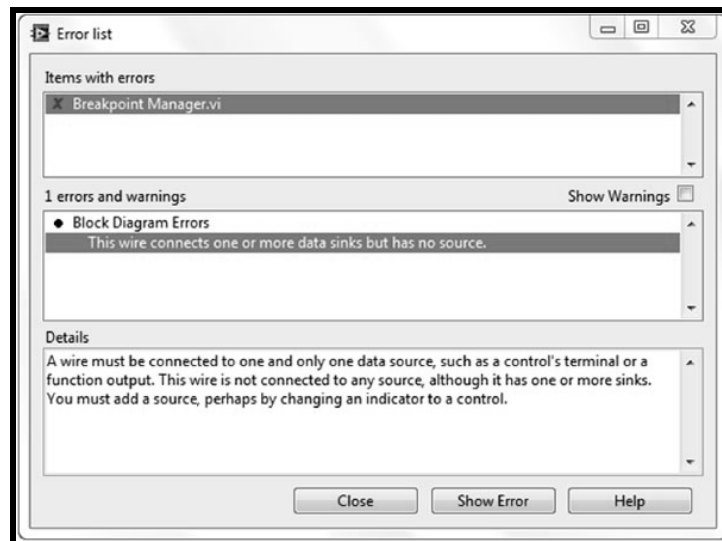 Error list
Items with errors
Breakpoint Manager.vi
1 errors and warnings
Show Warnings
Block Diagram Errors
This wire connects one or more data sinks but has no source.
Details
A wire must be connected to one and only one data source, such as a control's terminal or a
function output. This wire is not connected to any source, although it has one or more sinks.
You must add a source, perhaps by changing an indicator to a control.
Close
Show Error
Help